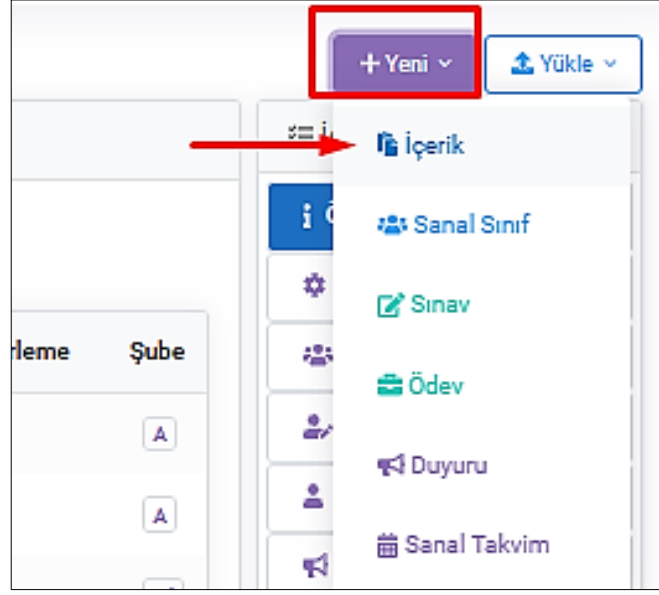 + Yeni
Yükle
İçerik
Sanal Sınıf
Sınav
Ödev
Duyuru
Sanal Takvim
rleme Şube
A
A